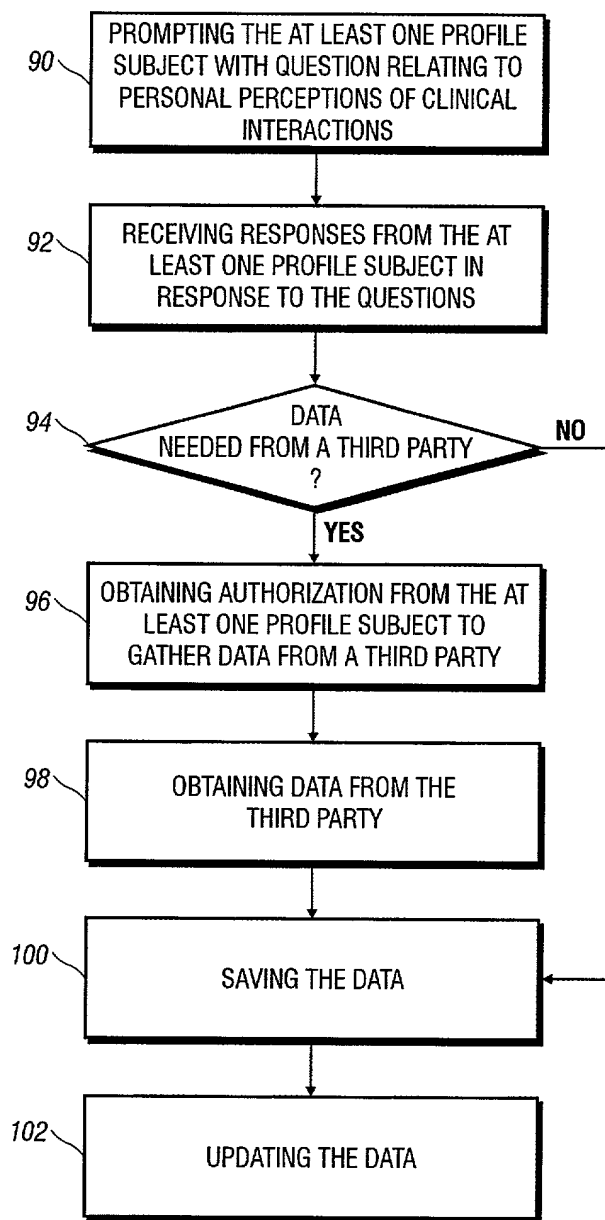 90
PROMPTING THE AT LEAST ONE PROFILE
SUBJECT WITH QUESTION RELATING TO
PERSONAL PERCEPTIONS OF CLINICAL
INTERACTIONS
92
RECEIVING RESPONSES FROM THE AT
LEAST ONE PROFILE SUBJECT IN
RESPONSE TO THE QUESTIONS
94
DATA
NEEDED FROM A THIRD PARTY
?
NO
YES
96
OBTAINING AUTHORIZATION FROM THE AT
LEAST ONE PROFILE SUBJECT TO
GATHER DATA FROM A THIRD PARTY
98
OBTAINING DATA FROM THE
THIRD PARTY
100
SAVING THE DATA
102
UPDATING THE DATA